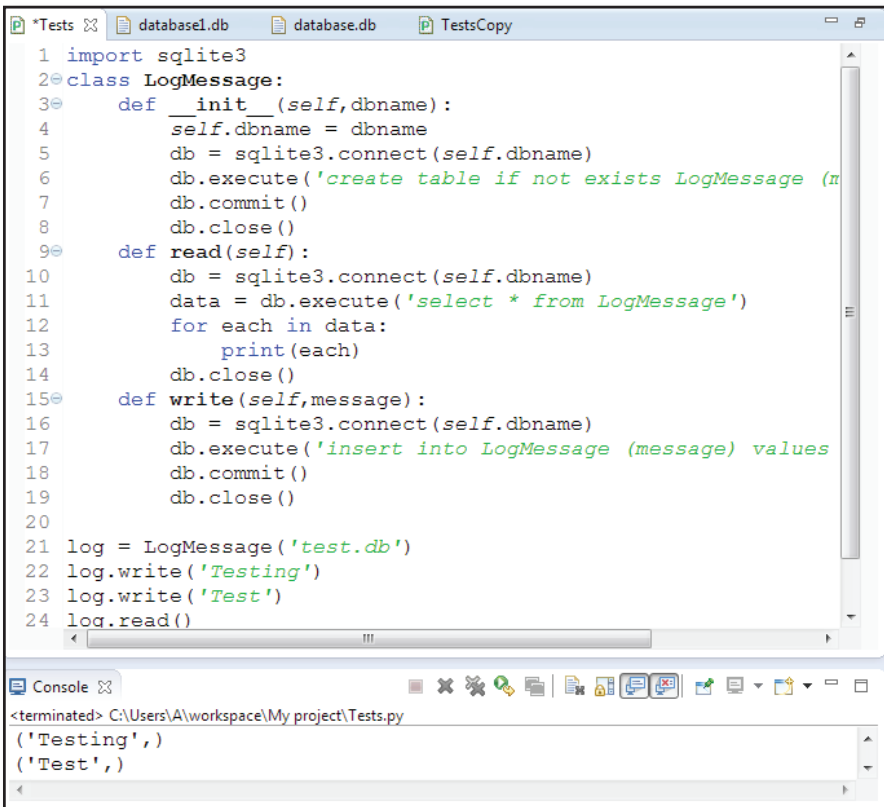 *Tests database1.db database.db TestsCopy
1 import sqlite3
2 class LogMessage:
3     def __init__(self,dbname):
4         self.dbname = dbname
5         db = sqlite3.connect(self.dbname)
6         db.execute('create table if not exists LogMessage (m
7         db.commit()
8         db.close()
9     def read(self):
10         db = sqlite3.connect(self.dbname)
11         data = db.execute('select * from LogMessage')
12         for each in data:
13             print(each)
14         db.close()
15     def write(self,message):
16         db = sqlite3.connect(self.dbname)
17         db.execute('insert into LogMessage (message) values
18         db.commit()
19         db.close()
20
21 log = LogMessage('test.db')
22 log.write('Testing')
23 log.write('Test')
24 log.read()
Console
<terminated> C:\Users\A\workspace\My project\Tests.py
('Testing',)
('Test',)